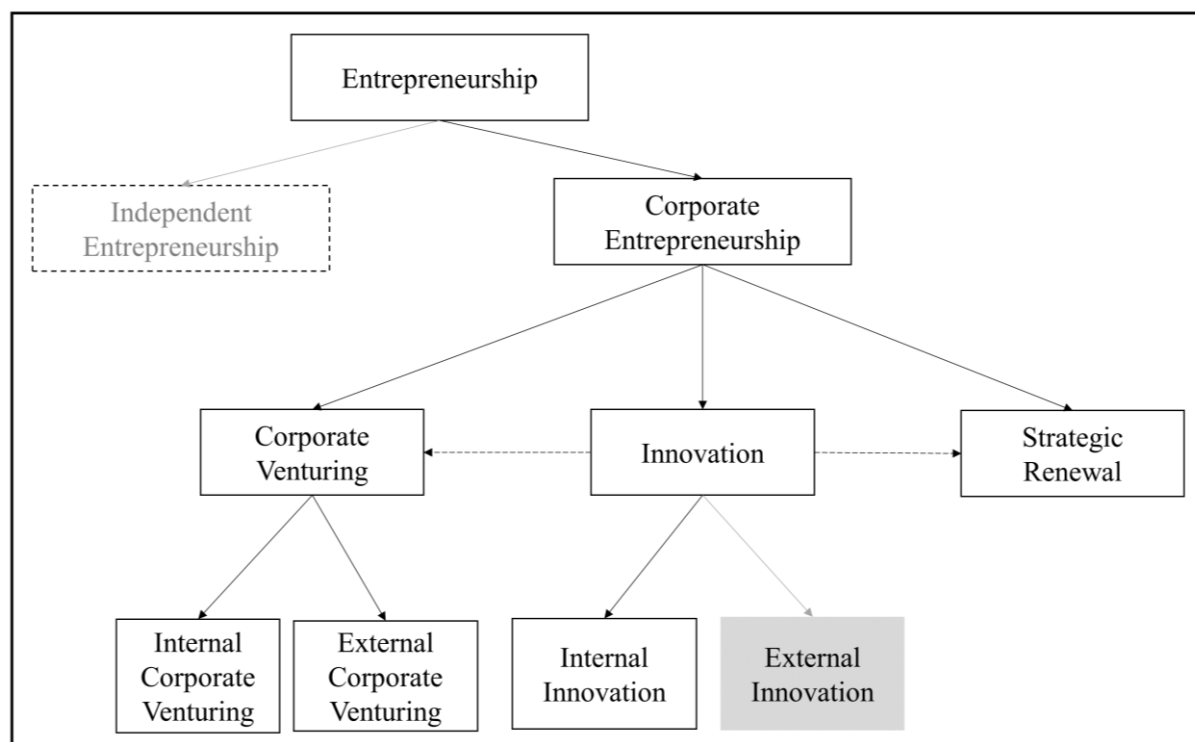 Entrepreneurship
Independent
Entrepreneurship
Corporate
Entrepreneurship
Corporate
Venturing
Innovation
Strategic
Renewal
Internal
Corporate
Venturing
External
Corporate
Venturing
Internal
Innovation
External
Innovation